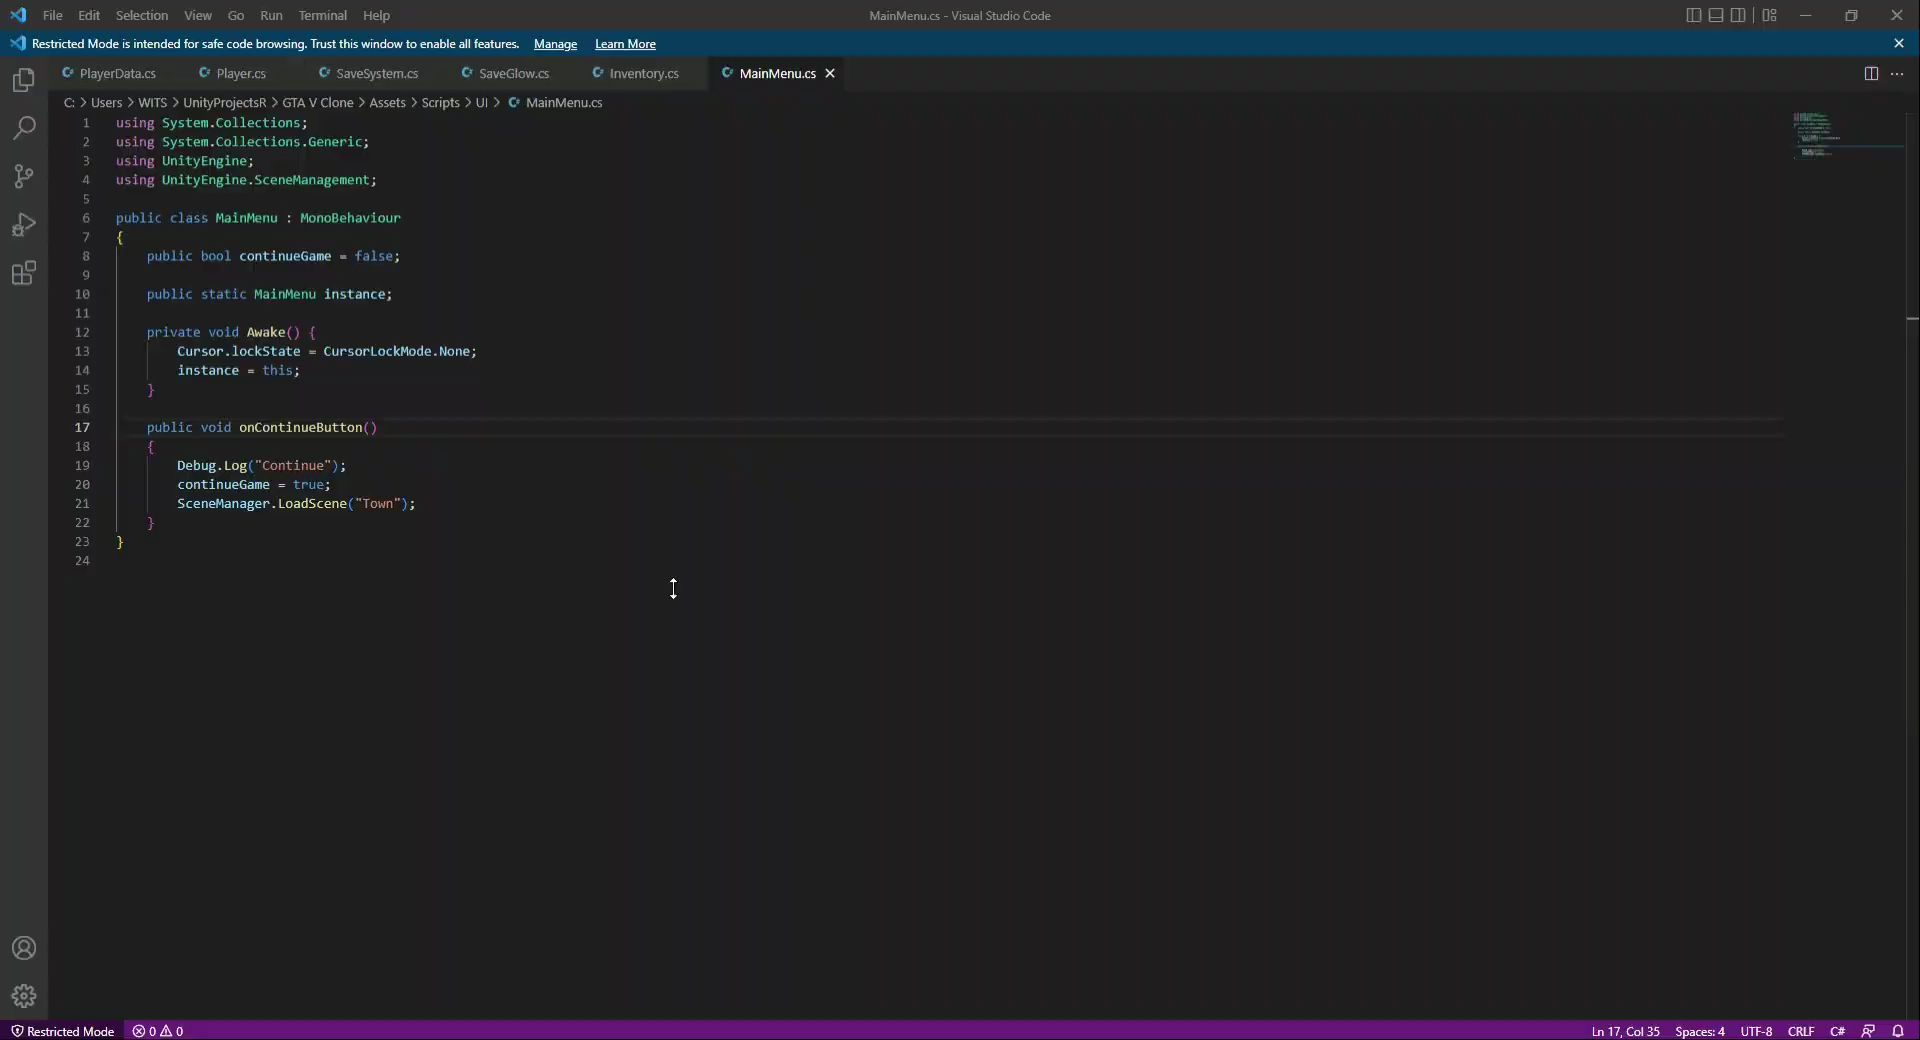 File Edit Selection View Go Run Terminal Help MainMenu.cs - Visual Studio Code
Restricted Mode is intended for safe code browsing. Trust this window to enable all features. Manage Learn More
PlayerData.cs Player.cs SaveSystem.cs SaveGlow.cs Inventory.cs MainMenu.cs
C: > Users > WITS > UnityProjectsR > GTA V Clone > Assets > Scripts > UI > MainMenu.cs
1 using System.Collections;
2 using System.Collections.Generic;
3 using UnityEngine;
4 using UnityEngine.SceneManagement;
5
6 public class MainMenu : MonoBehaviour
7 {
8 public bool continueGame = false;
9
10 public static MainMenu instance;
11
12 private void Awake() {
13 Cursor.lockState = CursorLockMode.None;
14 instance = this;
15 }
16
17 public void onContinueButton()
18 {
19 Debug.Log("Continue");
20 continueGame = true;
21 SceneManager.LoadScene("Town");
22 }
23 }
24
Restricted Mode 0 0 Ln 17, Col 35 Spaces: 4 UTF-8 CRLF C#